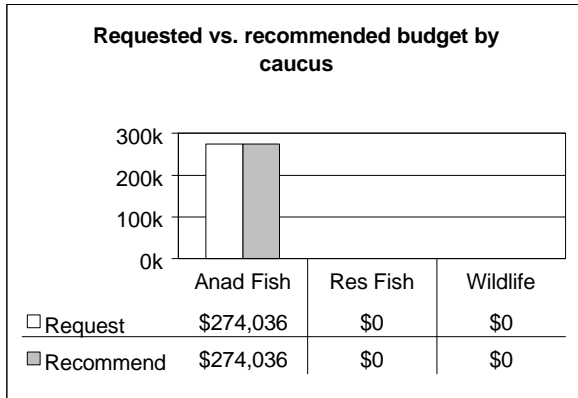 Requested vs. recommended budget by
caucus
300k
200k
100k
0k
Anad Fish Res Fish Wildlife
Request $274,036 $0 $0
Recommend $274,036 $0 $0